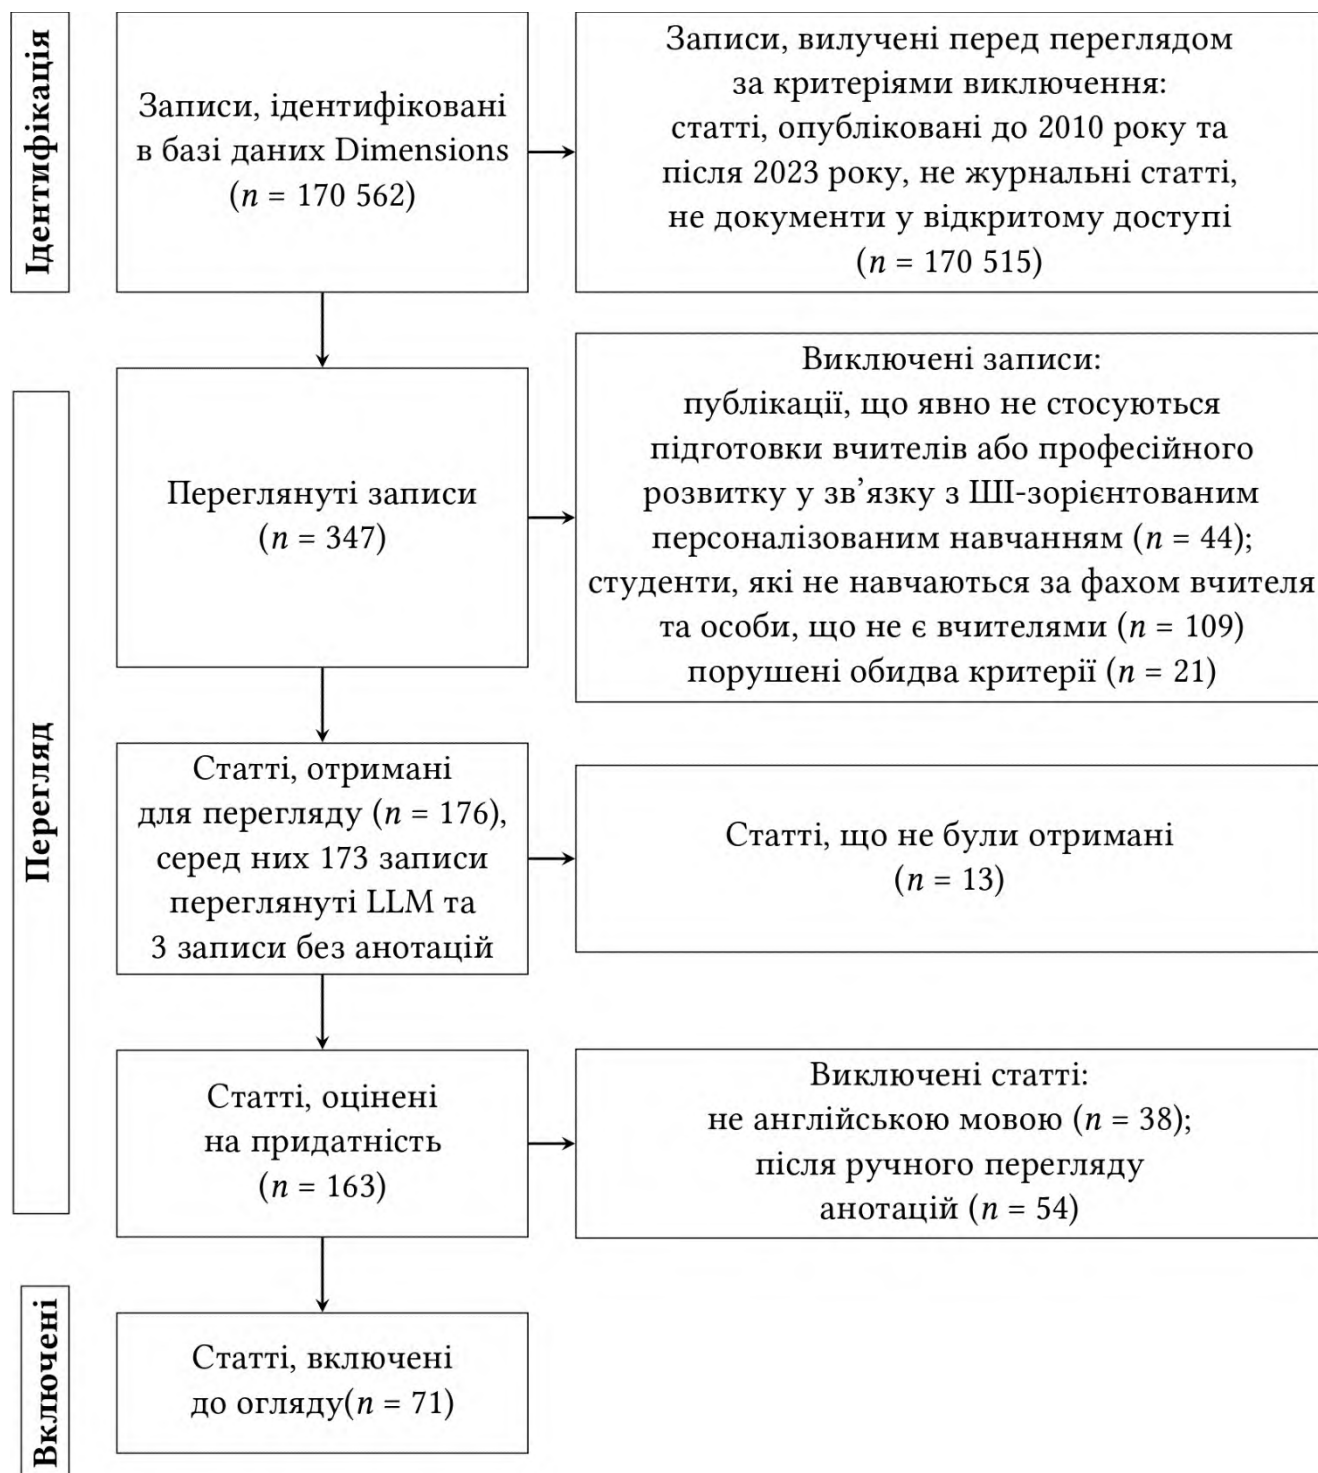 Ідентифікація
Записи, ідентифіковані
в базі даних Dimensions
(n = 170 562)
Записи, вилучені перед переглядом
за критеріями виключення:
статті, опубліковані до 2010 року та
після 2023 року, не журнальні статті,
не документи у відкритому доступі
(n = 170 515)
Перегляд
Переглянуті записи
(n = 347)
Виключені записи:
публікації, що явно не стосуються
підготовки вчителів або професійного
розвитку у зв’язку з ШІ-зорієнтованим
персоналізованим навчанням (n = 44);
студенти, які не навчаються за фахом вчителя
та особи, що не є вчителями (n = 109)
порушені обидва критерії (n = 21)
Статті, отримані
для перегляду (n = 176),
серед них 173 записи
переглянуті LLM та
3 записи без анотацій
Статті, що не були отримані
(n = 13)
Статті, оцінені
на придатність
(n = 163)
Виключені статті:
не англійською мовою (n = 38);
після ручного перегляду
анотацій (n = 54)
Включені
Статті, включені
до огляду(n = 71)